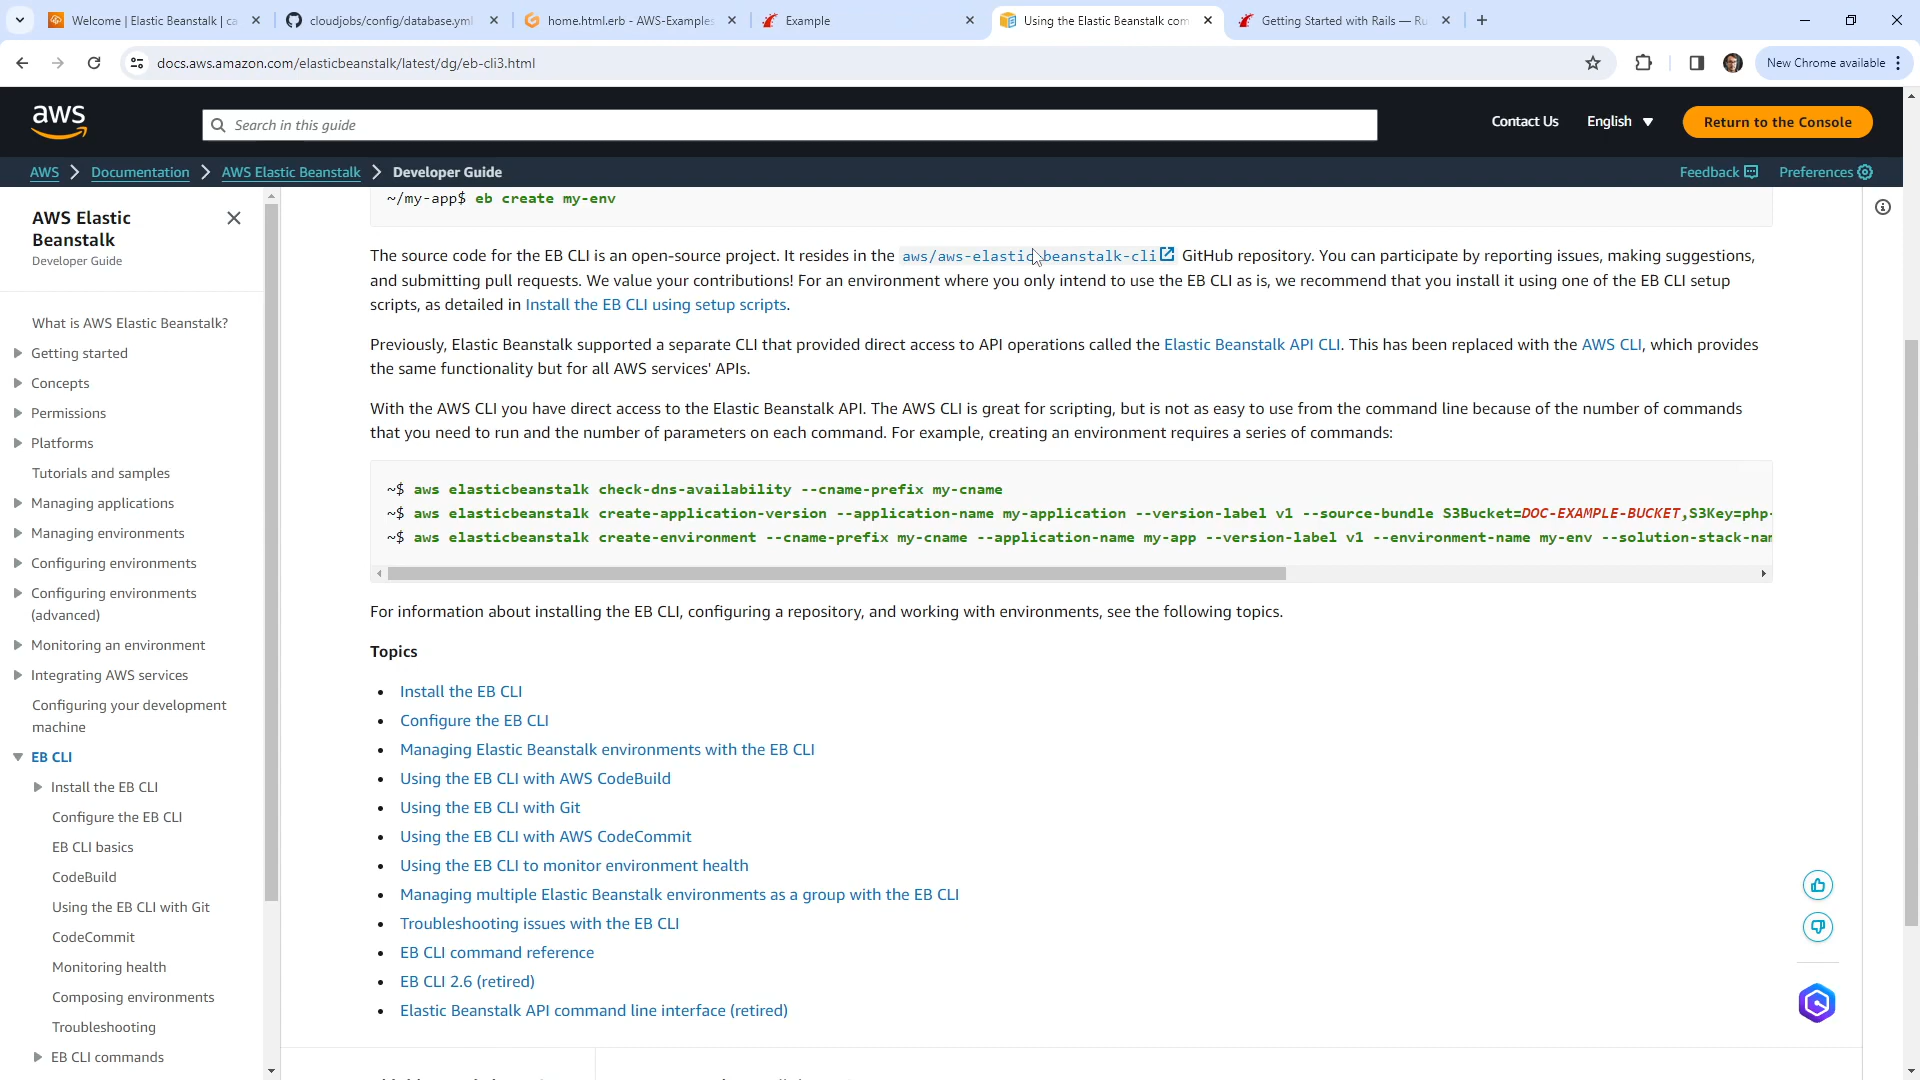 Welcome | Elastic Beanstalk | ca
cloudjobs/config/database.yml
home.html.erb - AWS-Examples
Example
Using the Elastic Beanstalk com
Getting Started with Rails — Ru
docs.aws.amazon.com/elasticbeanstalk/latest/dg/eb-cli3.html
New Chrome available
aws
Search in this guide
Contact Us
English
Return to the Console
AWS
Documentation
AWS Elastic Beanstalk
Developer Guide
Feedback
Preferences
AWS Elastic
Beanstalk
Developer Guide
What is AWS Elastic Beanstalk?
Getting started
Concepts
Permissions
Platforms
Tutorials and samples
Managing applications
Managing environments
Configuring environments
Configuring environments
(advanced)
Monitoring an environment
Integrating AWS services
Configuring your development
machine
EB CLI
Install the EB CLI
Configure the EB CLI
EB CLI basics
CodeBuild
Using the EB CLI with Git
CodeCommit
Monitoring health
Composing environments
Troubleshooting
EB CLI commands
~/my-app$ eb create my-env
The source code for the EB CLI is an open-source project. It resides in the aws/aws-elastic-beanstalk-cli GitHub repository. You can participate by reporting issues, making suggestions,
and submitting pull requests. We value your contributions! For an environment where you only intend to use the EB CLI as is, we recommend that you install it using one of the EB CLI setup
scripts, as detailed in Install the EB CLI using setup scripts.
Previously, Elastic Beanstalk supported a separate CLI that provided direct access to API operations called the Elastic Beanstalk API CLI. This has been replaced with the AWS CLI, which provides
the same functionality but for all AWS services' APIs.
With the AWS CLI you have direct access to the Elastic Beanstalk API. The AWS CLI is great for scripting, but is not as easy to use from the command line because of the number of commands
that you need to run and the number of parameters on each command. For example, creating an environment requires a series of commands:
~$ aws elasticbeanstalk check-dns-availability --cname-prefix my-cname
~$ aws elasticbeanstalk create-application-version --application-name my-application --version-label v1 --source-bundle S3Bucket=DOC-EXAMPLE-BUCKET,S3Key=php-
~$ aws elasticbeanstalk create-environment --cname-prefix my-cname --application-name my-app --version-label v1 --environment-name my-env --solution-stack-nam
For information about installing the EB CLI, configuring a repository, and working with environments, see the following topics.
Topics
• Install the EB CLI
• Configure the EB CLI
• Managing Elastic Beanstalk environments with the EB CLI
• Using the EB CLI with AWS CodeBuild
• Using the EB CLI with Git
• Using the EB CLI with AWS CodeCommit
• Using the EB CLI to monitor environment health
• Managing multiple Elastic Beanstalk environments as a group with the EB CLI
• Troubleshooting issues with the EB CLI
• EB CLI command reference
• EB CLI 2.6 (retired)
• Elastic Beanstalk API command line interface (retired)